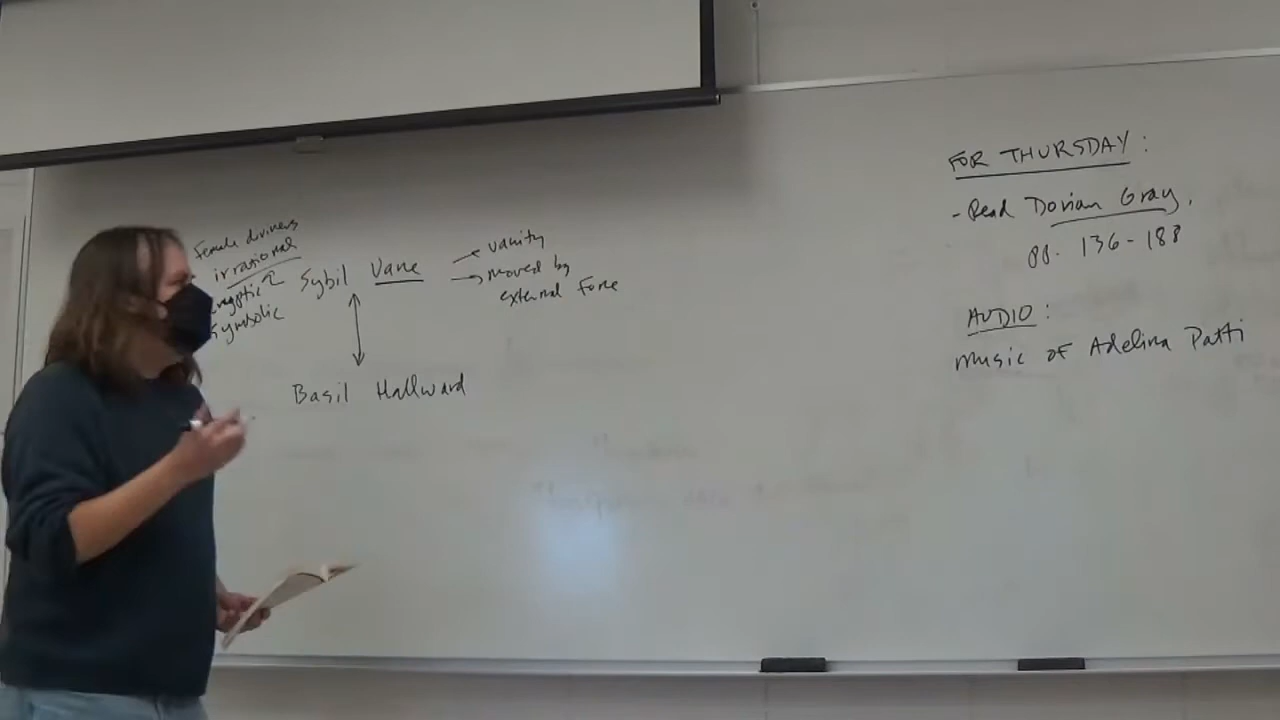 Female diviners
irrational
Symbolic
Sybil Vane
vanity
moved by
external force
Basil Hallward
FOR THURSDAY:
- Read Dorian Gray,
pp. 136-188
AUDIO:
music of Adelina Patti